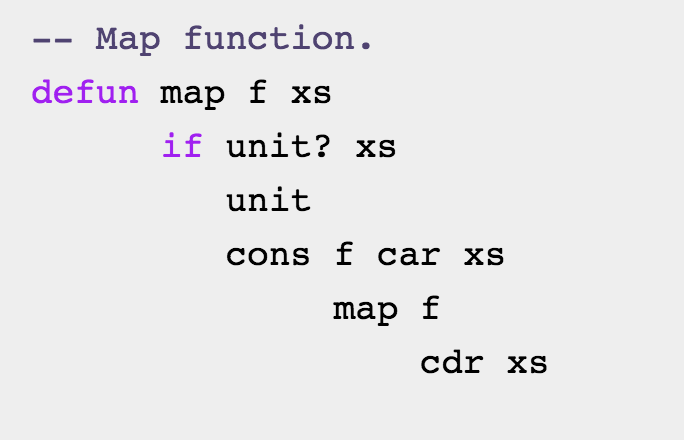 -- Map function.
defun map f xs
      if unit? xs
         unit
         cons f car xs
              map f
                  cdr xs